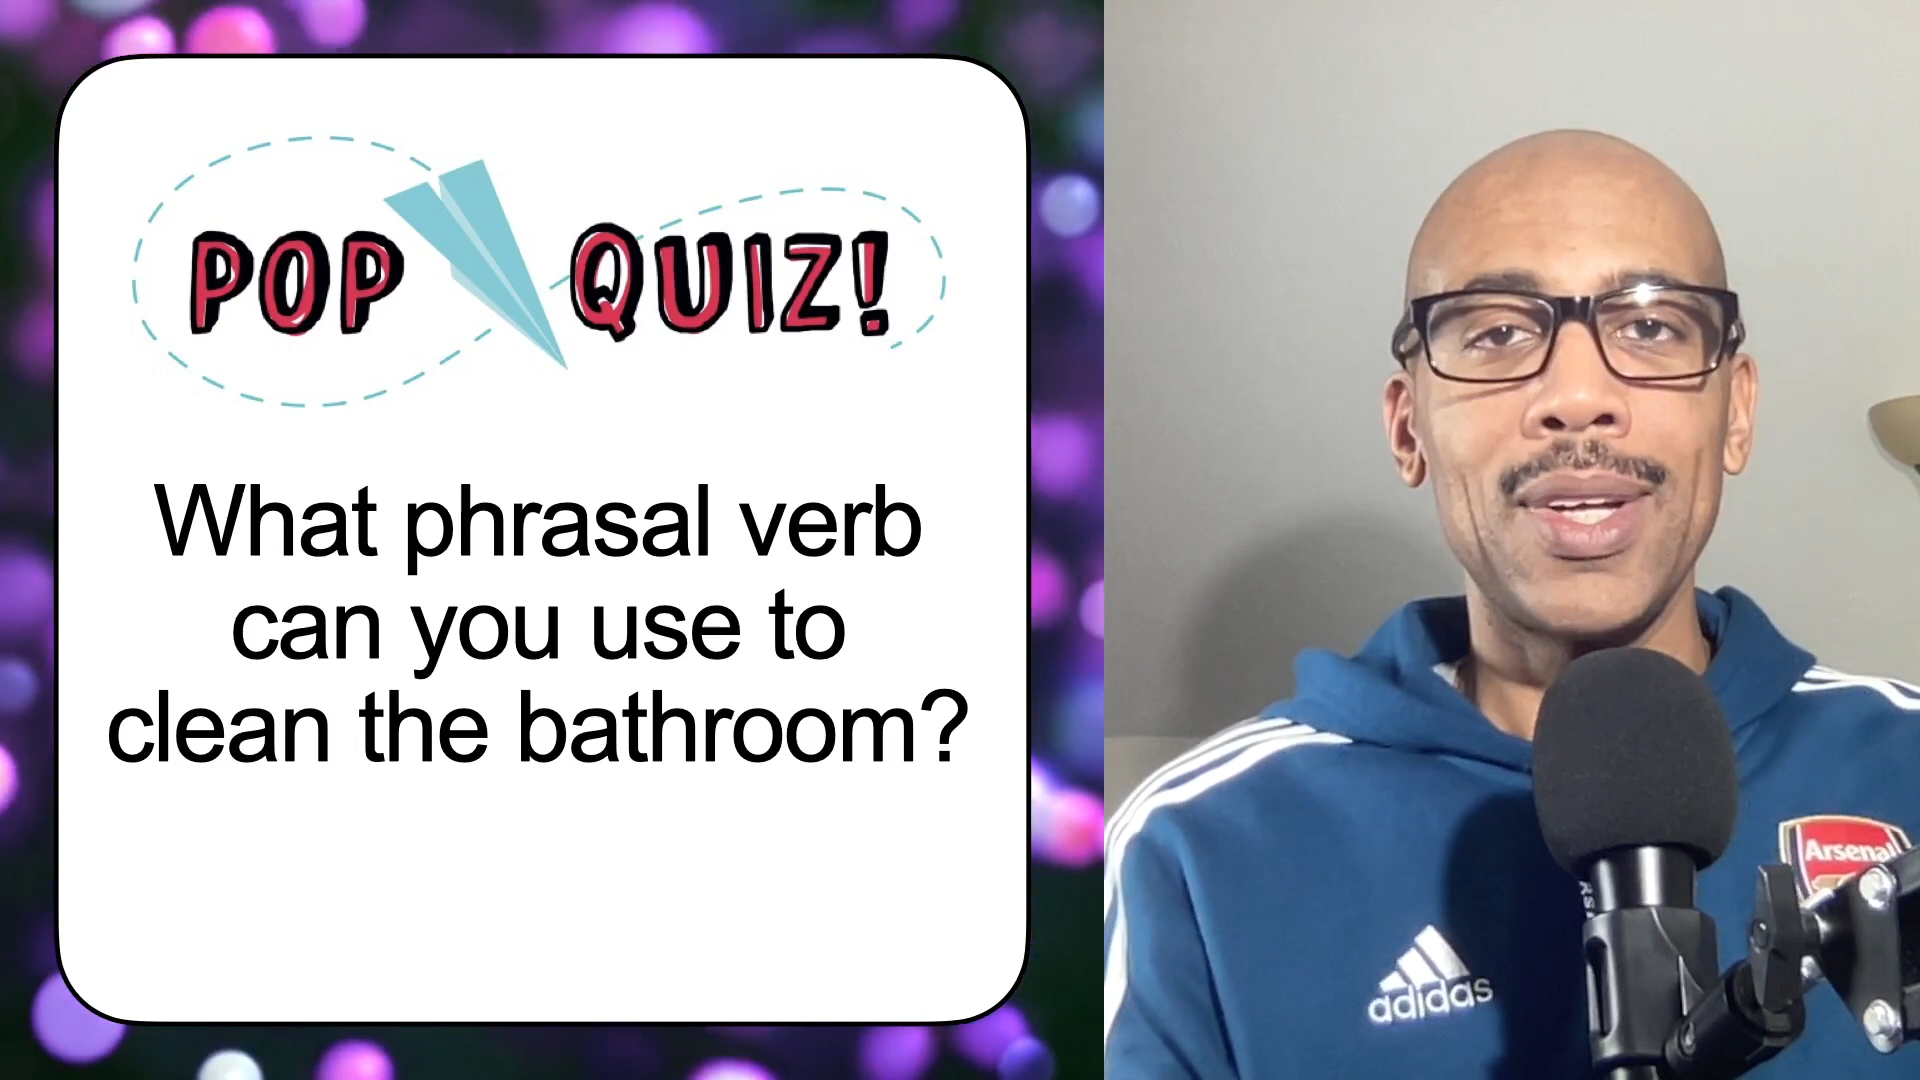 POP QUIZ!
What phrasal verb
can you use to
clean the bathroom?
Arsenal
adidas